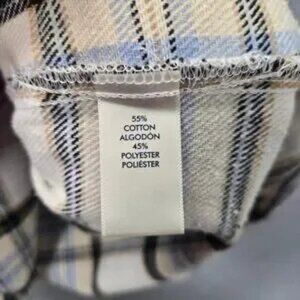 55%
COTTON
ALGODÓN
45%
POLYESTER
POLIÉSTER